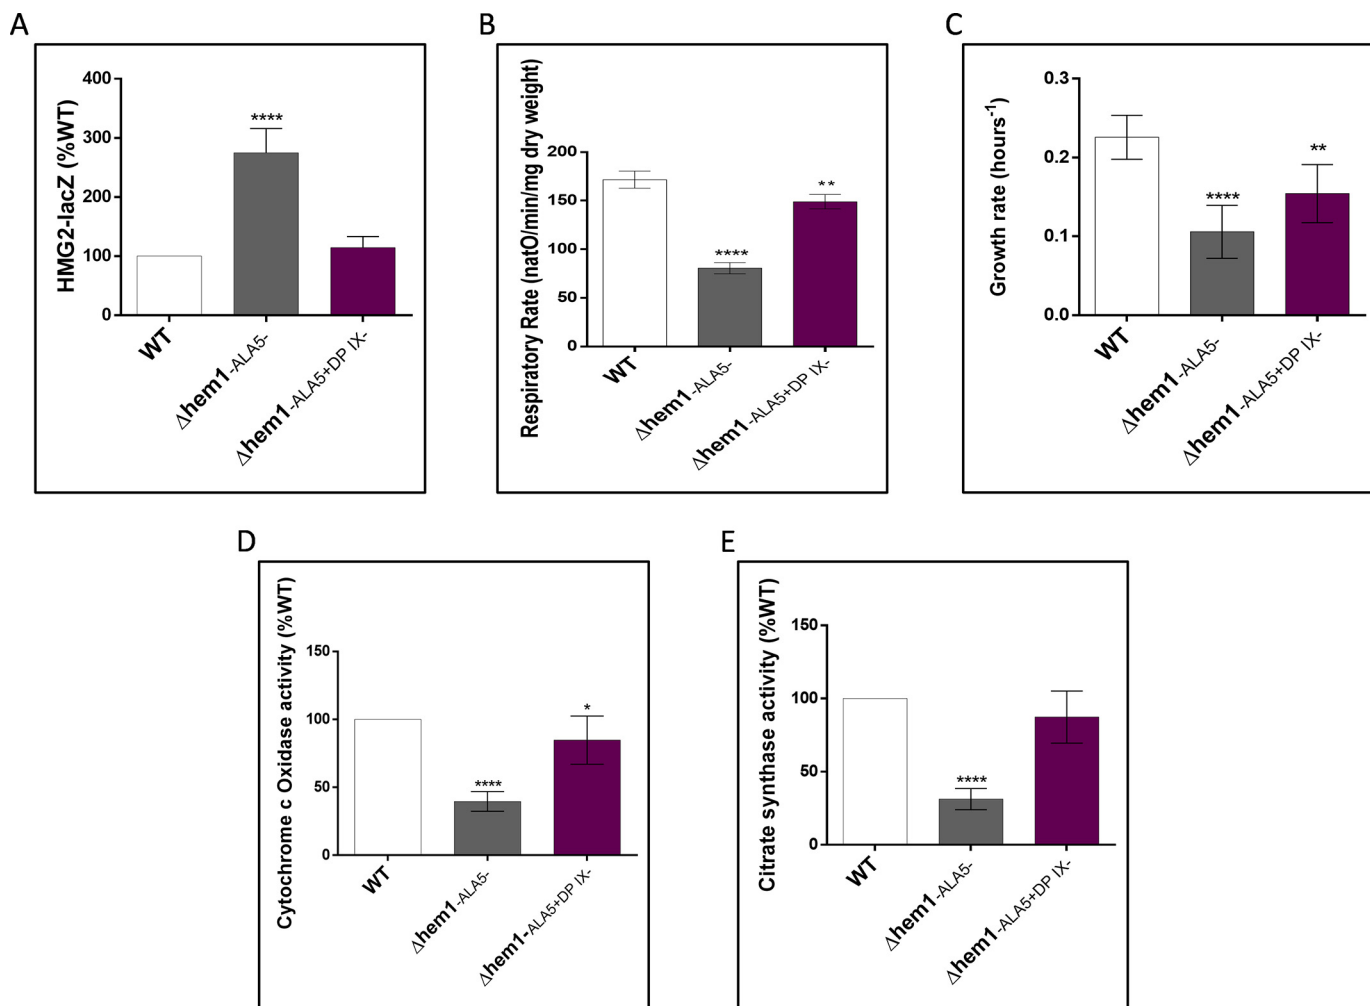 A
HMG2-lacZ (%WT)
400
300
200
100
0
****
WT
Δhem1-ALA5-
Δhem1-ALA5+DP IX-
B
Respiratory Rate (natO/min/mg dry weight)
200
150
100
50
0
****
**
WT
Δhem1-ALA5-
Δhem1-ALA5+DP IX-
C
Growth rate (hours-1)
0.3
0.2
0.1
0.0
****
**
WT
Δhem1-ALA5-
Δhem1-ALA5+DP IX-
D
Cytochrome c Oxidase activity (%WT)
150
100
50
0
****
*
WT
Δhem1-ALA5-
Δhem1-ALA5+DP IX-
E
Citrate synthase activity (%WT)
150
100
50
0
****
WT
Δhem1-ALA5-
Δhem1-ALA5+DP IX-